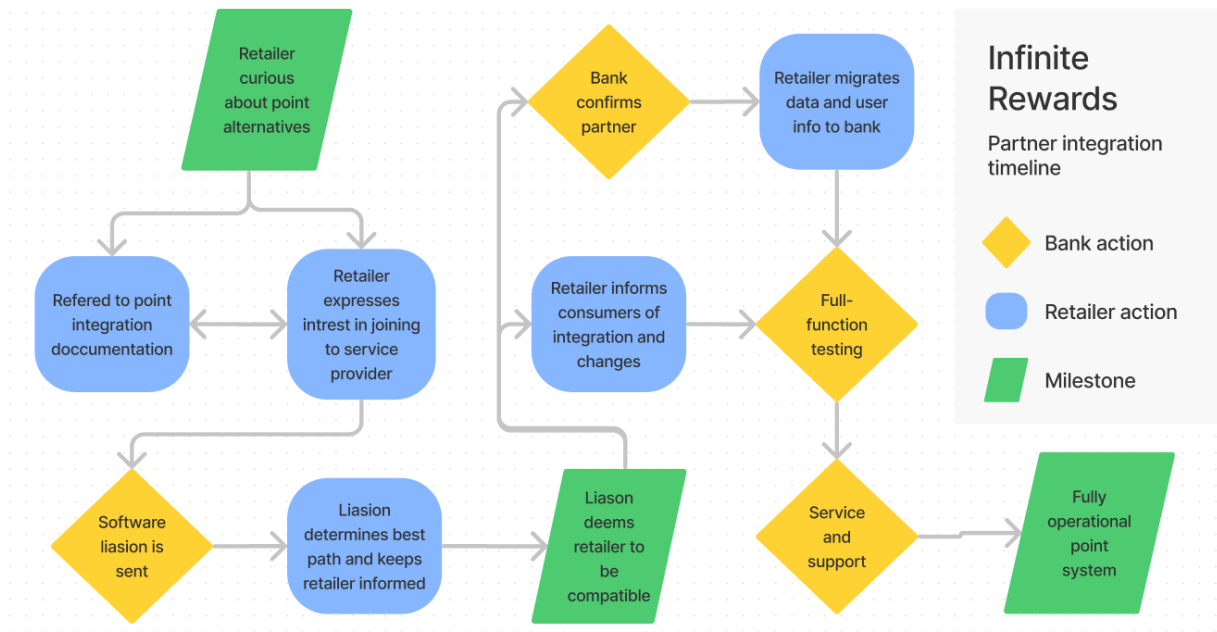 Retailer
curious
about point
alternatives
Refered to point
integration
doccumentation
Retailer
expresses
intrest in joining
to service
provider
Software
liasion is
sent
Liasion
determines best
path and keeps
retailer informed
Liason
deems
retailer to
be
compatible
Bank
confirms
partner
Retailer migrates
data and user
info to bank
Retailer informs
consumers of
integration and
changes
Full-
function
testing
Service
and
support
Fully
operational
point
system
Infinite
Rewards
Partner integration
timeline
Bank action
Retailer action
Milestone